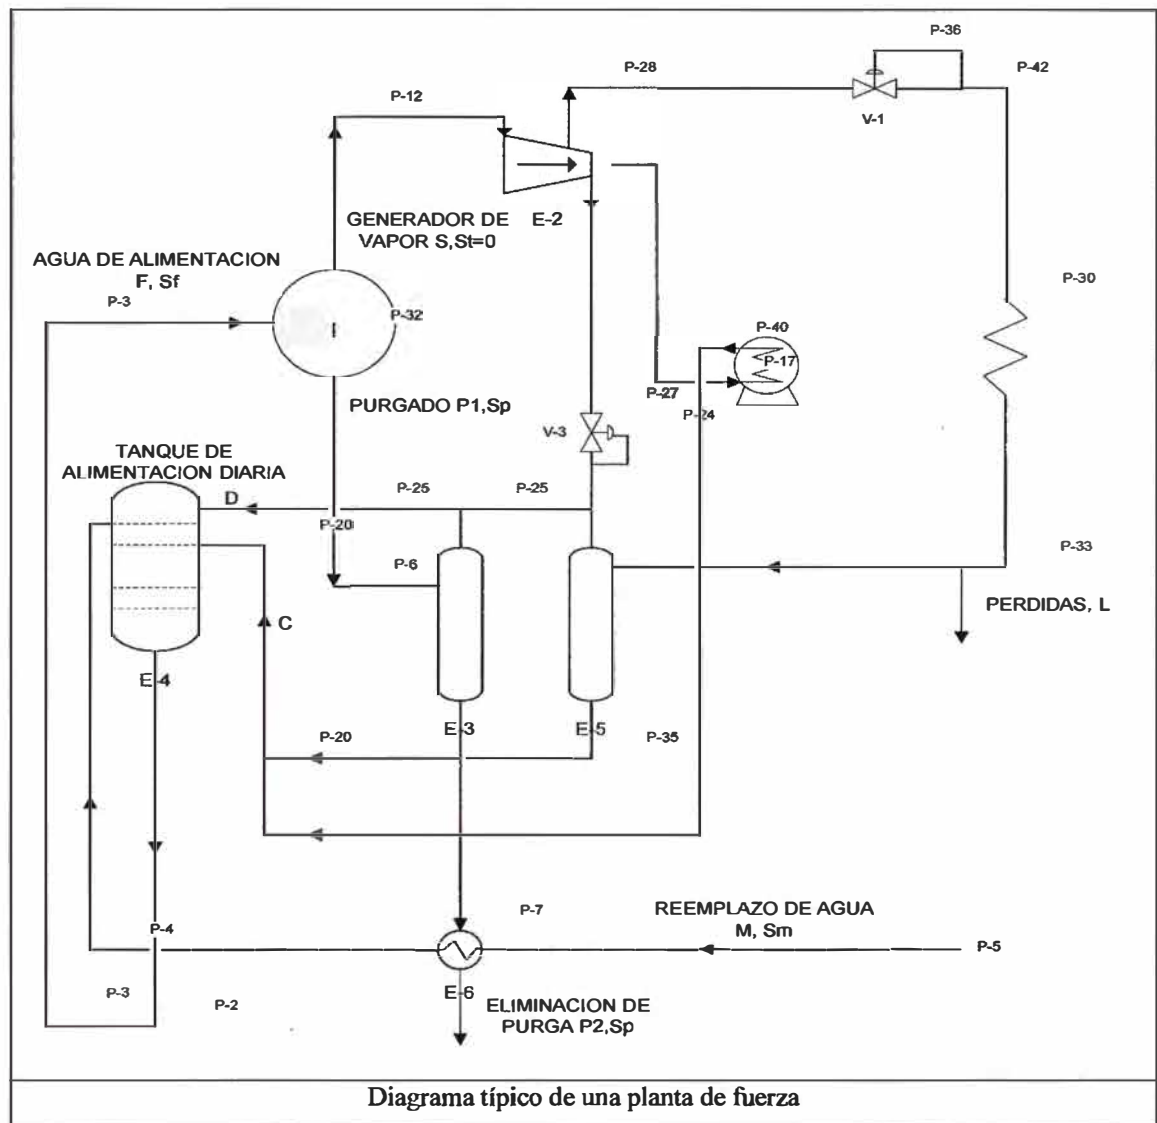 P-36
P-28
P-42
P-12
V-1
GENERADOR DE
VAPOR S,St=0
E-2
AGUA DE ALIMENTACION
F, Sf
P-3
P-30
P-32
I
P-40
P-17
P-27
P-24
PURGADO P1,Sp
V-3
TANQUE DE
ALIMENTACION DIARIA
D
P-25
P-25
P-20
P-6
P-33
PERDIDAS, L
C
E-4
E-3
E-5
P-20
P-35
P-7
REEMPLAZO DE AGUA
M, Sm
P-4
P-5
P-3
P-2
E-6
ELIMINACION DE
PURGA P2,Sp
Diagrama típico de una planta de fuerza